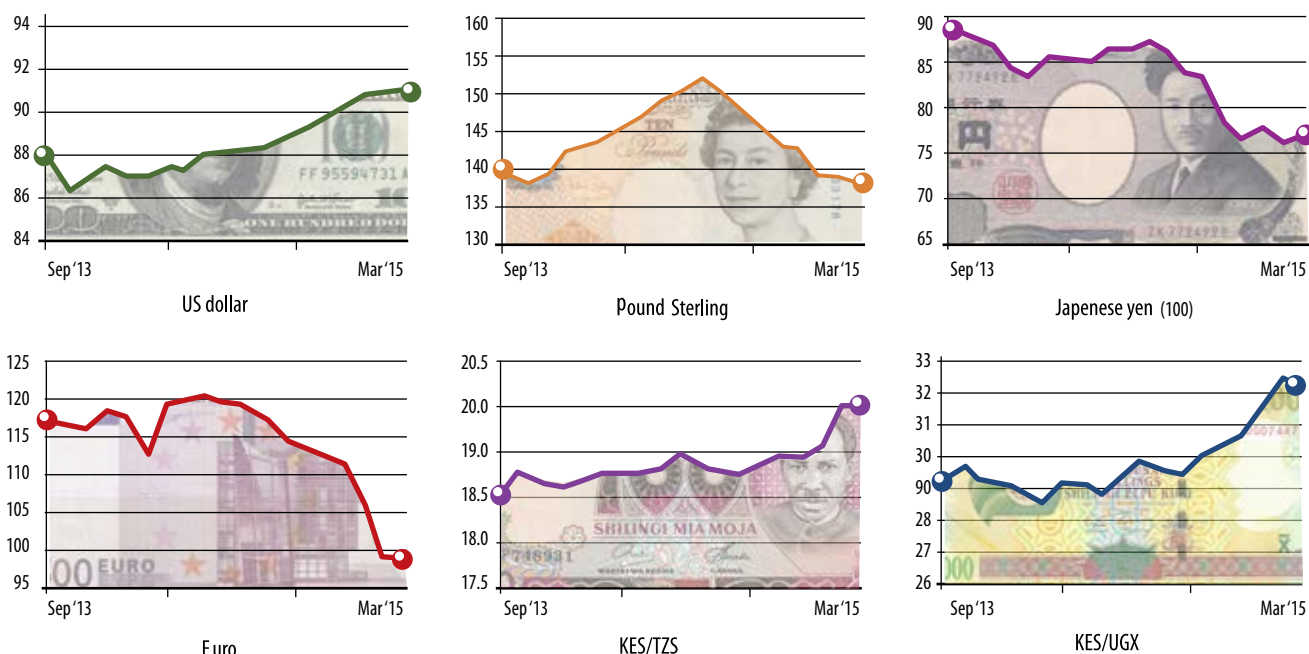 94
92
90
88
86
84
FF 95594731 A
ONE HUNDRED
Sep‘13
Mar‘15
US dollar
160
155
150
145
140
135
130
TEN
Pounds
Sep‘13
Mar‘15
Pound Sterling
90
85
80
75
70
65
Sep‘13
Mar‘15
Japenese yen (100)
125
120
115
110
105
100
95
00 EURO
Sep‘13
Mar‘15
Euro
20.5
20.0
19.0
18.5
18.0
17.5
SHILINGI MIA MOJA
Sep‘13
Mar‘15
KES/TZS
33
32
31
30
90
28
27
26
Sep‘13
Mar‘15
KES/UGX